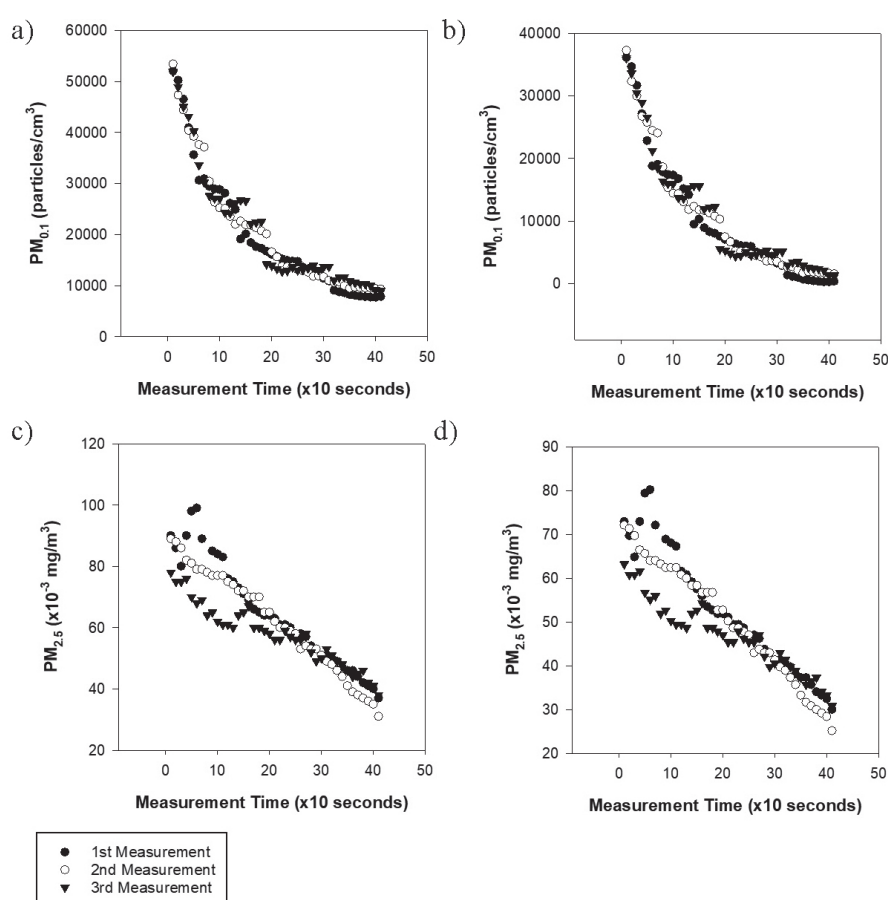 a)
60000
50000
40000
30000
20000
10000
0
PM0.1 (particles/cm3)
0 10 20 30 40 50
Measurement Time (x10 seconds)
b)
40000
30000
20000
10000
0
PM0.1 (particles/cm3)
0 10 20 30 40 50
Measurement Time (x10 seconds)
c)
120
100
80
60
40
20
PM2.5 (x10-3 mg/m3)
0 10 20 30 40 50
Measurement Time (x10 seconds)
d)
90
80
70
60
50
40
30
20
PM2.5 (x10-3 mg/m3)
0 10 20 30 40 50
Measurement Time (x10 seconds)
1st Measurement
2nd Measurement
3rd Measurement